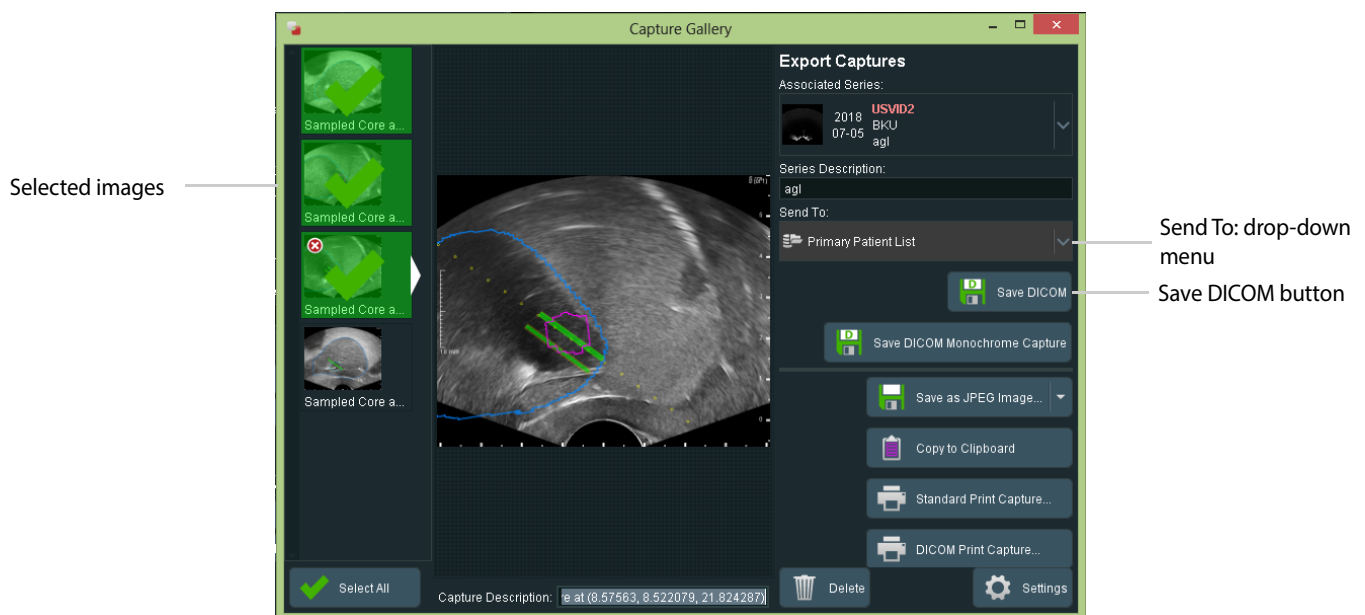 Capture Gallery
Selected images
Sampled Core a...
Sampled Core a...
Sampled Core a...
Sampled Core a...
Select All
Capture Description: e at (8.57563, 8.522079, 21.824287)
Export Captures
Associated Series:
2018
07-05
USVID2
BKU
agl
Series Description:
agl
Send To:
Primary Patient List
Save DICOM
D
Save DICOM Monochrome Capture
D
Save as JPEG Image...
Copy to Clipboard
Standard Print Capture...
DICOM Print Capture...
Delete
Settings
Send To: drop-down
menu
Save DICOM button